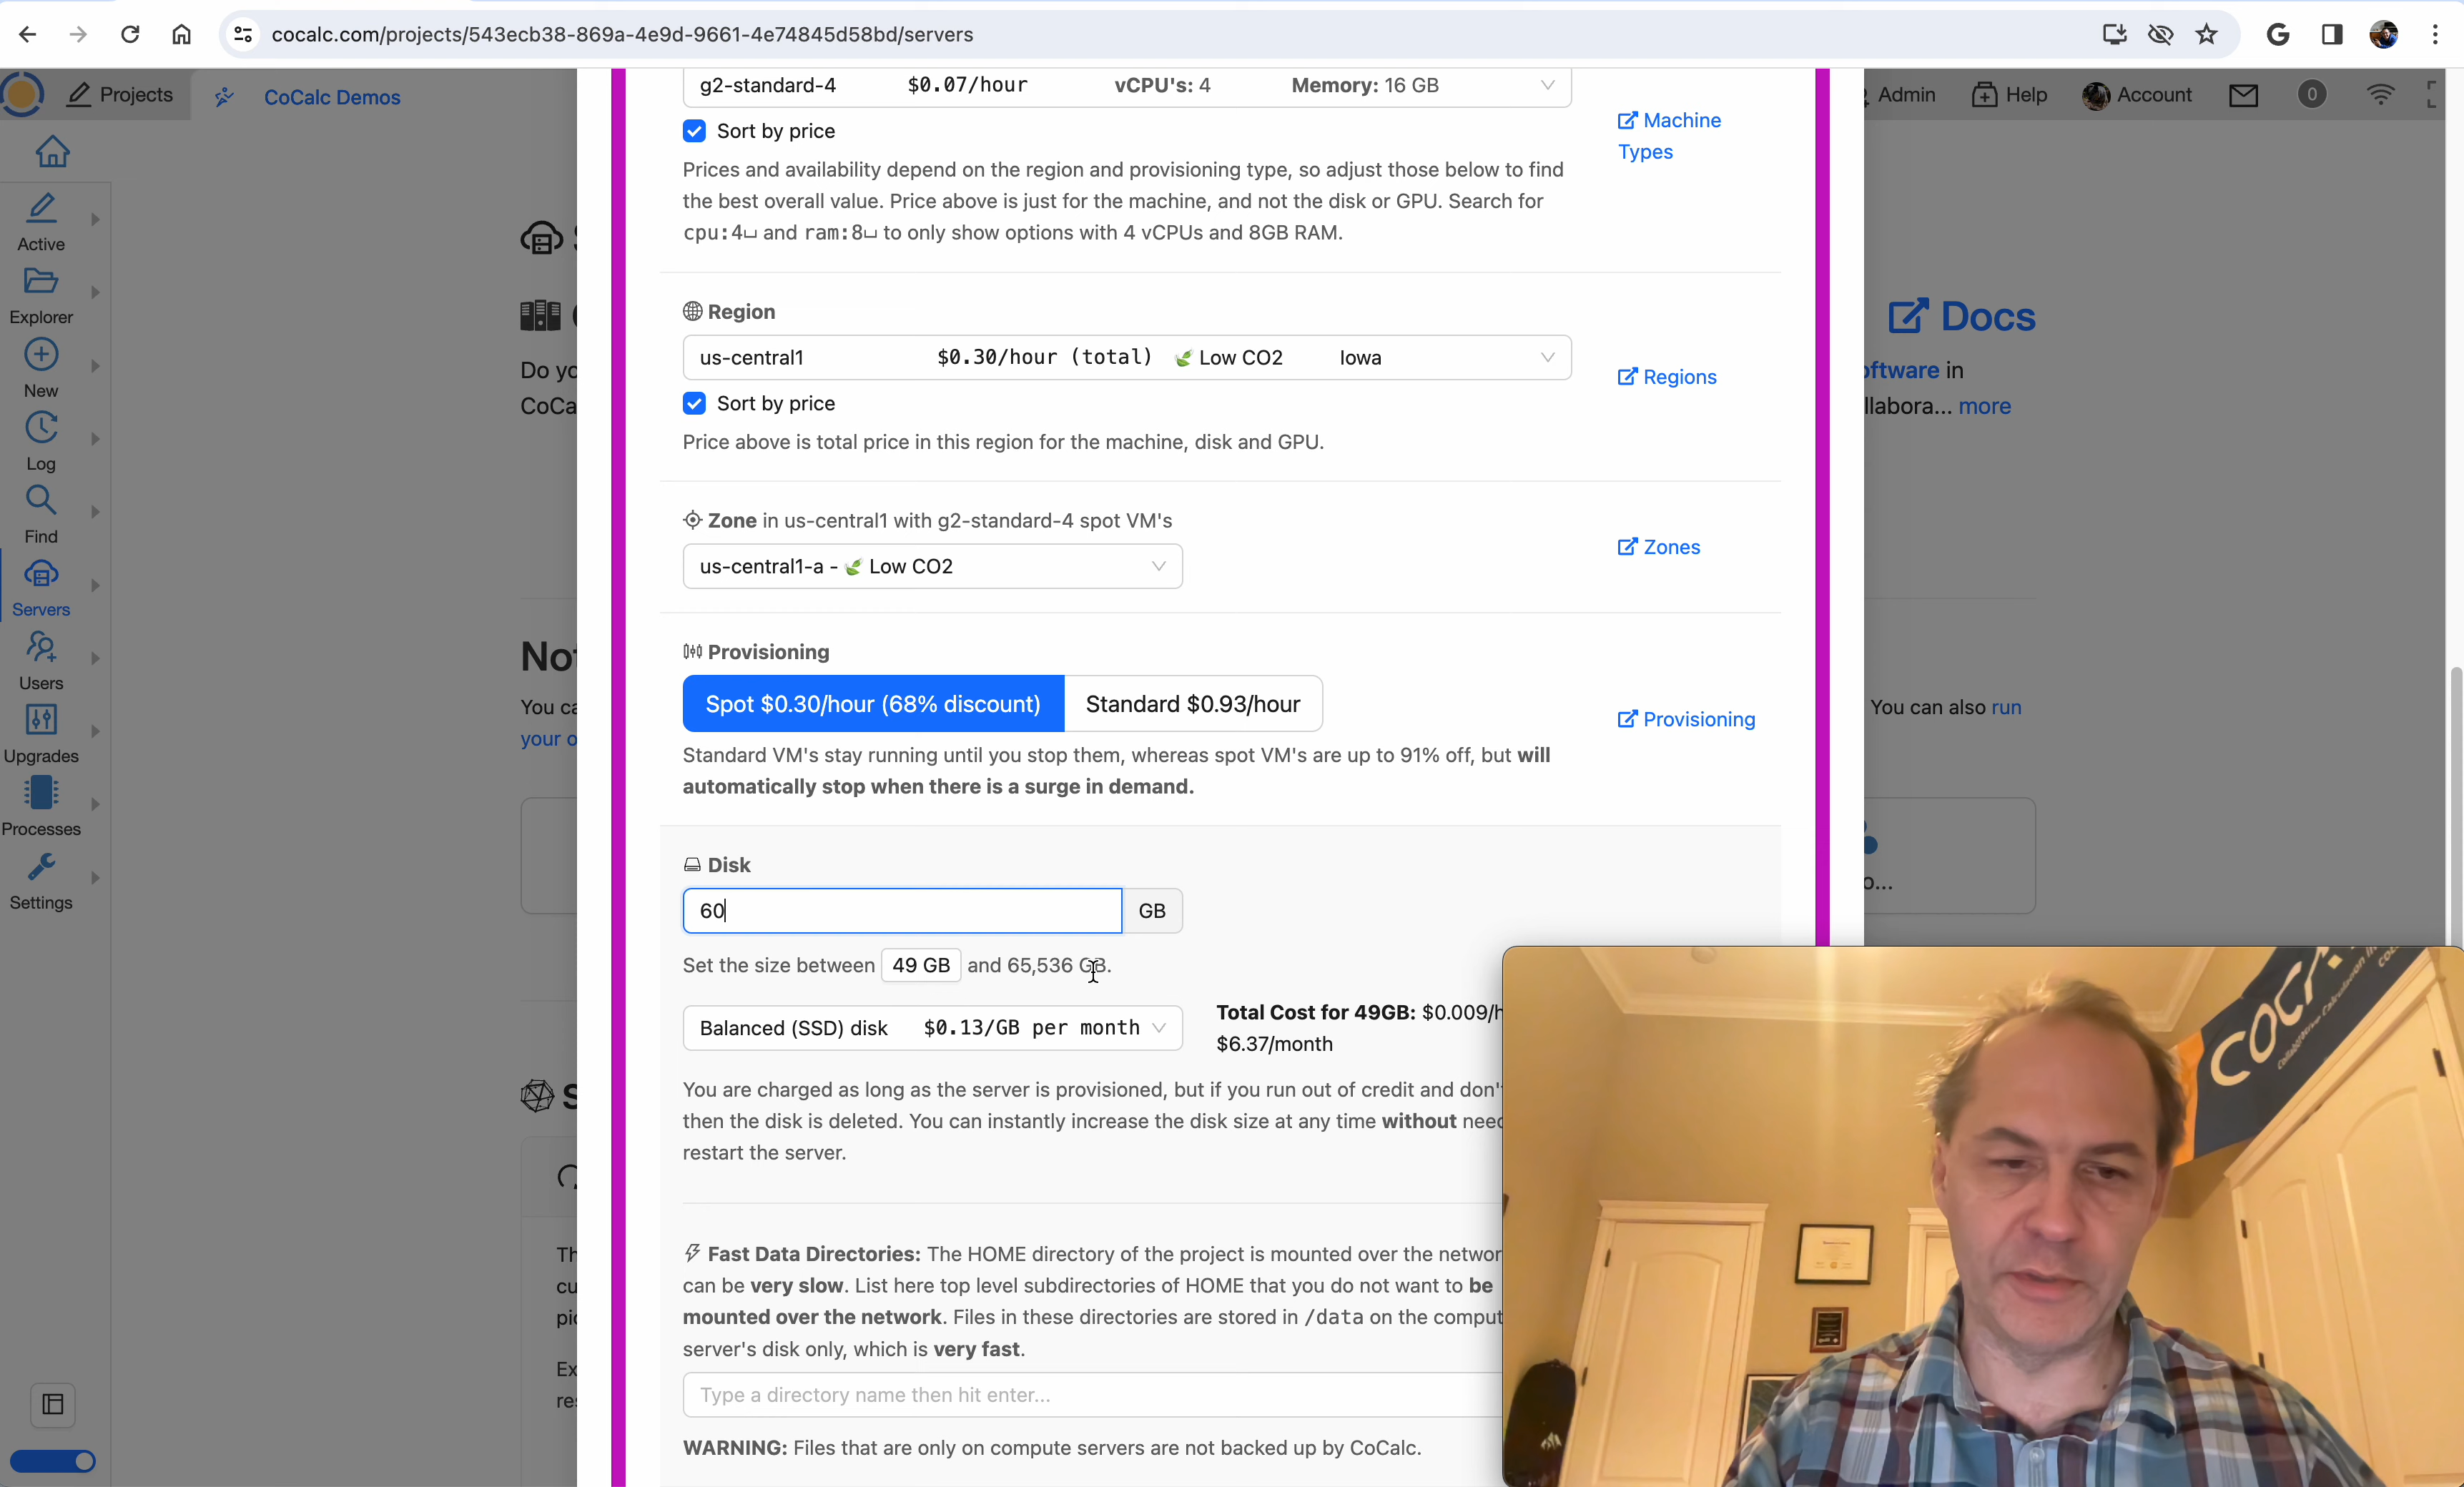 cocalc.com/projects/543ecb38-869a-4e9d-9661-4e74845d58bd/servers
Projects
CoCalc Demos
Admin
Help
Account
0
Active
Explorer
New
Log
Find
Servers
Users
Upgrades
Processes
Settings
g2-standard-4 $0.07/hour vCPU's: 4 Memory: 16 GB
Sort by price
Machine
Types
Prices and availability depend on the region and provisioning type, so adjust those below to find
the best overall value. Price above is just for the machine, and not the disk or GPU. Search for
cpu:4␣ and ram:8␣ to only show options with 4 vCPUs and 8GB RAM.
Region
us-central1 $0.30/hour (total) Low CO2 Iowa
Sort by price
Regions
Price above is total price in this region for the machine, disk and GPU.
Zone in us-central1 with g2-standard-4 spot VM's
us-central1-a - Low CO2
Zones
Provisioning
Spot $0.30/hour (68% discount) Standard $0.93/hour
Provisioning
Standard VM's stay running until you stop them, whereas spot VM's are up to 91% off, but will
automatically stop when there is a surge in demand.
Disk
60 GB
Set the size between 49 GB and 65,536 GB.
Balanced (SSD) disk $0.13/GB per month
Total Cost for 49GB: $0.009/h
$6.37/month
You are charged as long as the server is provisioned, but if you run out of credit and don'
then the disk is deleted. You can instantly increase the disk size at any time without
restart the server.
Fast Data Directories: The HOME directory of the project is mounted over the networ
can be very slow. List here top level subdirectories of HOME that you do not want to be
mounted over the network. Files in these directories are stored in /data on the comput
server's disk only, which is very fast.
Type a directory name then hit enter...
WARNING: Files that are only on compute servers are not backed up by CoCalc.
Do yo
CoCa
You ca
your o
Docs
oftware in
llabora... more
You can also run
o...
COCA